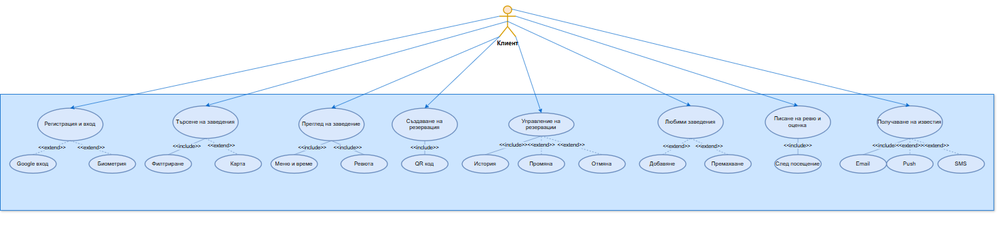 Клиент
Регистрация и вход
Търсене на заведения
Преглед на заведение
Създаване на
резервация
Управление на
резервации
Любими заведения
Писане на ревю и
оценка
Получаване на известия
<<extend>>
<<extend>>
<<include>>
<<extend>>
<<include>>
<<include>>
<<include>>
<<include>>
<<extend>>
<<extend>>
<<extend>>
<<extend>>
<<include>>
<<include>>
<<extend>>
<<extend>>
Google вход
Биометрия
Филтриране
Карта
Меню и време
Ревюта
QR код
История
Промяна
Отмяна
Добавяне
Премахване
След посещение
Email
Push
SMS